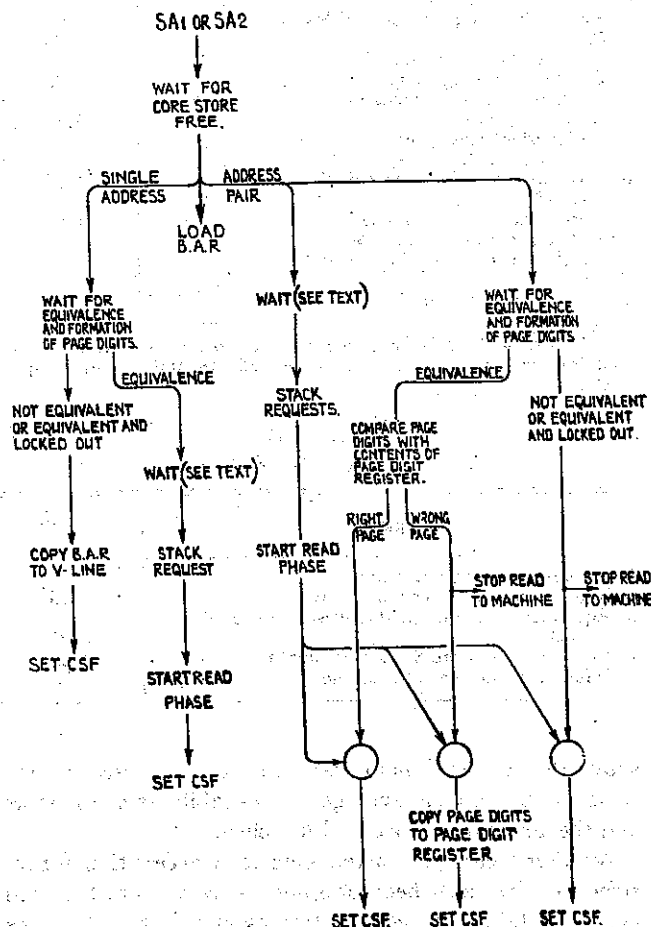 SA1 OR SA2
WAIT FOR
CORE STORE
FREE.
SINGLE
ADDRESS
ADDRESS
PAIR
LOAD
B.A.R
WAIT FOR
EQUIVALENCE
AND FORMATION
OF PAGE DIGITS.
EQUIVALENCE
NOT EQUIVALENT
OR EQUIVALENT AND
LOCKED OUT
COPY B.A.R
TO V-LINE
SET CSF
WAIT (SEE TEXT)
STACK
REQUEST
START READ
PHASE
SET CSF
WAIT (SEE TEXT)
STACK
REQUESTS.
START READ
PHASE
WAIT FOR
EQUIVALENCE
AND FORMATION
OF PAGE DIGITS
EQUIVALENCE
COMPARE PAGE
DIGITS WITH
CONTENTS OF
PAGE DIGIT
REGISTER.
RIGHT
PAGE
WRONG
PAGE
NOT EQUIVALENT
OR EQUIVALENT
AND LOCKED OUT.
STOP READ
TO MACHINE
STOP READ
TO MACHINE
COPY PAGE DIGITS
TO PAGE DIGIT
REGISTER
SET CSF.
SET CSF
SET CSF.